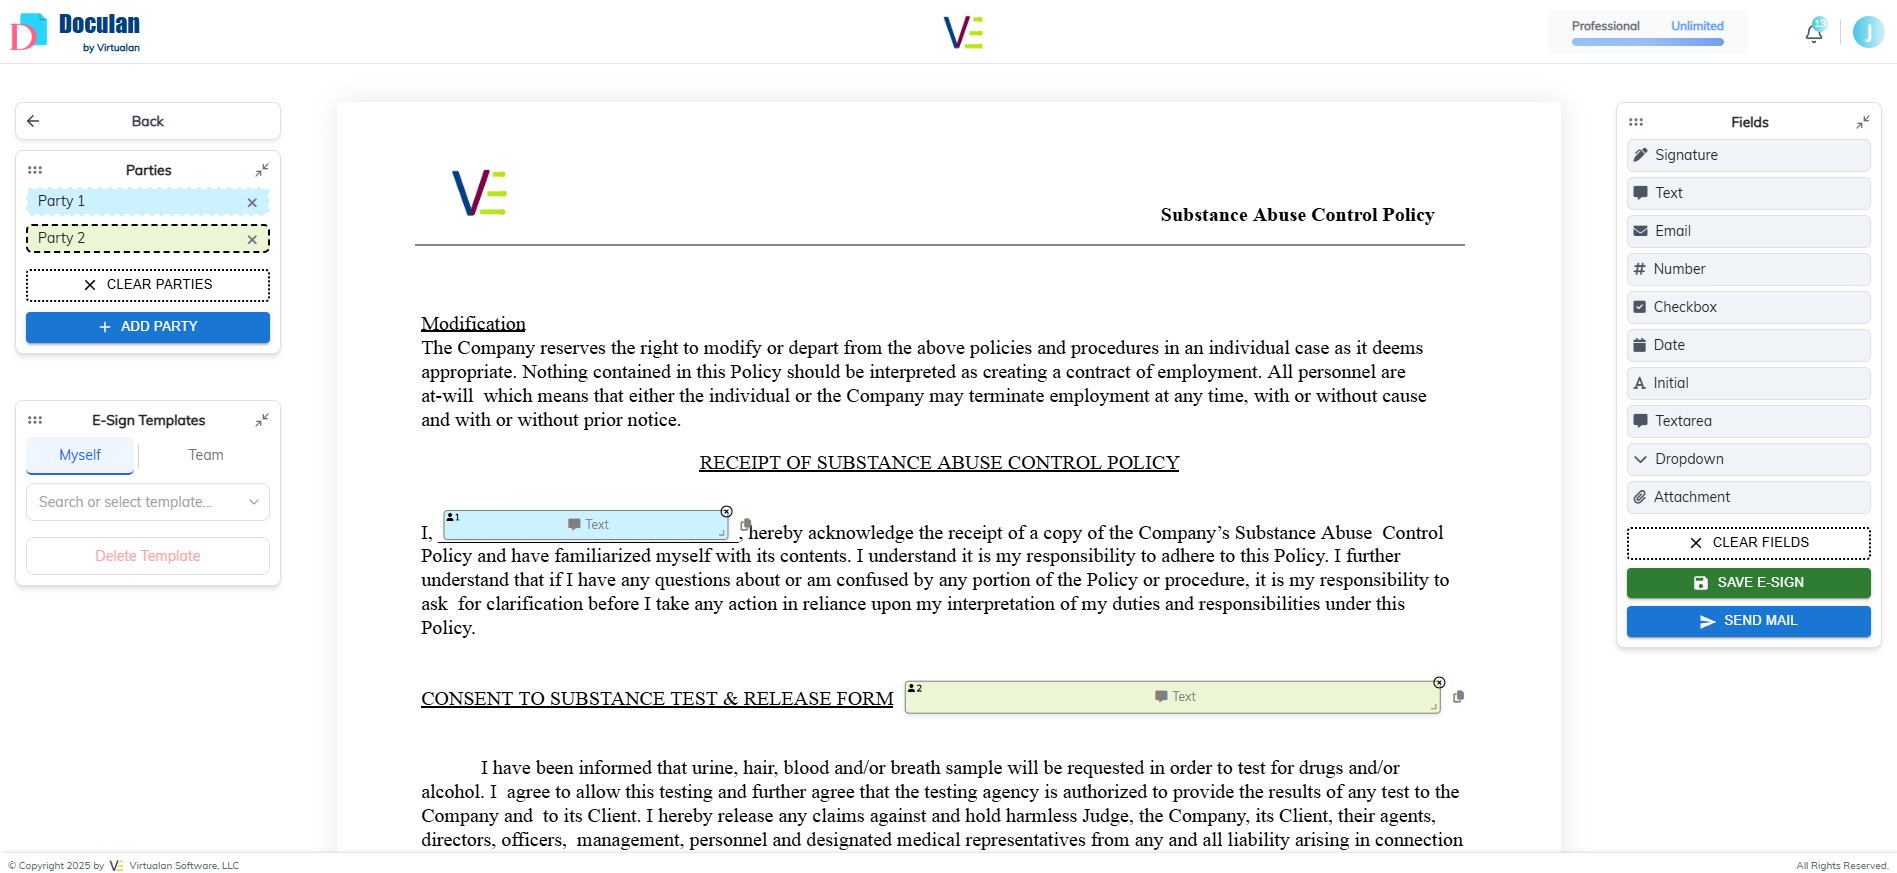 Doculan
by Virtualan
VE
Professional Unlimited
13
J
Back
Parties
Party 1
Party 2
CLEAR PARTIES
ADD PARTY
E-Sign Templates
Myself Team
Search or select template...
Delete Template
VE
Substance Abuse Control Policy
Modification
The Company reserves the right to modify or depart from the above policies and procedures in an individual case as it deems
appropriate. Nothing contained in this Policy should be interpreted as creating a contract of employment. All personnel are
at-will which means that either the individual or the Company may terminate employment at any time, with or without cause
and with or without prior notice.
RECEIPT OF SUBSTANCE ABUSE CONTROL POLICY
1 Text
I, ______________________________, hereby acknowledge the receipt of a copy of the Company’s Substance Abuse Control
Policy and have familiarized myself with its contents. I understand it is my responsibility to adhere to this Policy. I further
understand that if I have any questions about or am confused by any portion of the Policy or procedure, it is my responsibility to
ask for clarification before I take any action in reliance upon my interpretation of my duties and responsibilities under this
Policy.
CONSENT TO SUBSTANCE TEST & RELEASE FORM
2 Text
I have been informed that urine, hair, blood and/or breath sample will be requested in order to test for drugs and/or
alcohol. I agree to allow this testing and further agree that the testing agency is authorized to provide the results of any test to the
Company and to its Client. I hereby release any claims against and hold harmless Judge, the Company, its Client, their agents,
directors, officers, management, personnel and designated medical representatives from any and all liability arising in connection
Fields
Signature
Text
Email
Number
Checkbox
Date
Initial
Textarea
Dropdown
Attachment
CLEAR FIELDS
SAVE E-SIGN
SEND MAIL
© Copyright 2025 by VE Virtualan Software, LLC
All Rights Reserved.